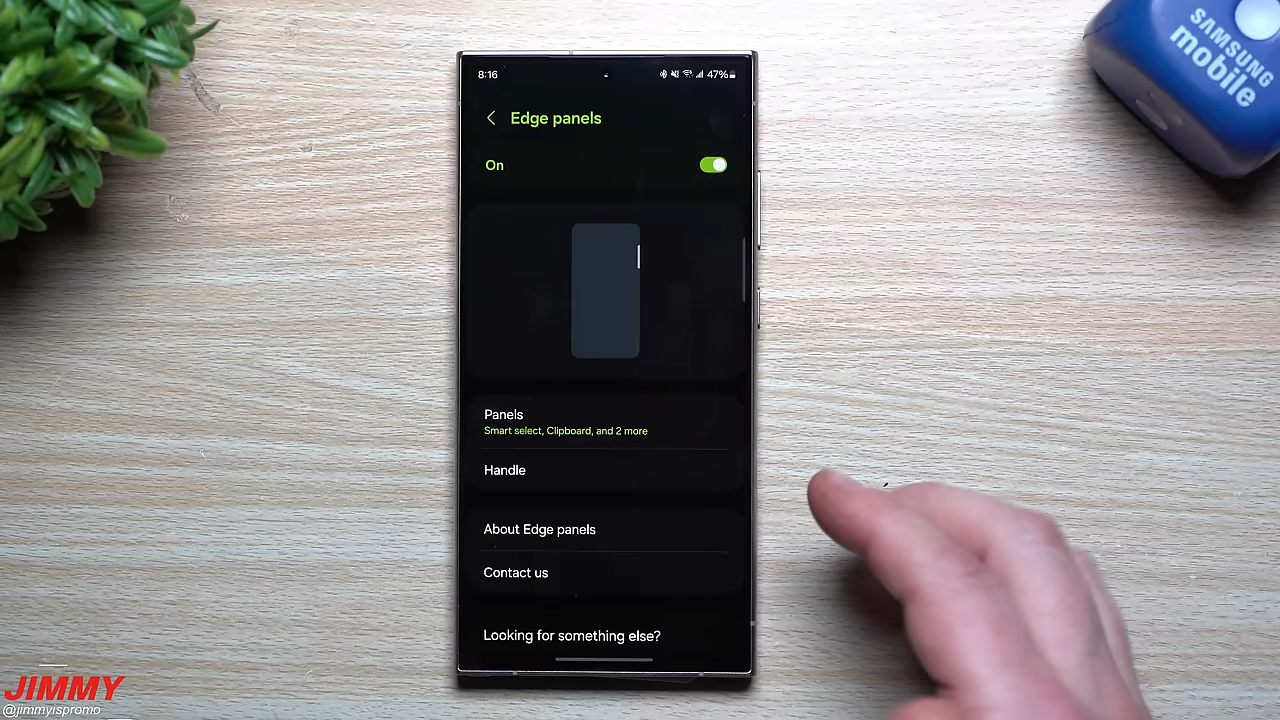 SAMSUNG
mobile
8:16
47%
Edge panels
On
Panels
Smart select, Clipboard, and 2 more
Handle
About Edge panels
Contact us
Looking for something else?
JIMMY
@jimmyispromo